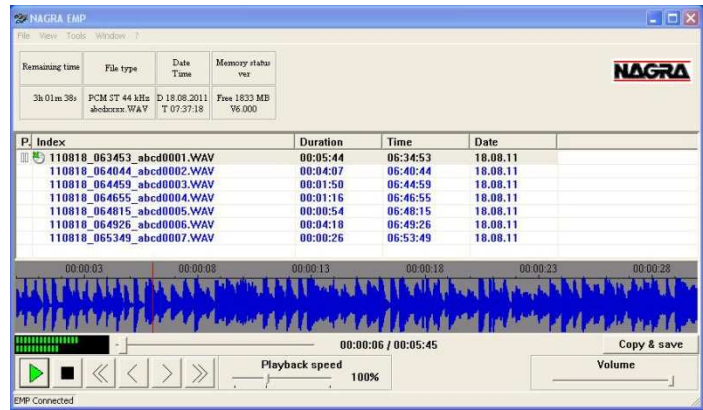 NAGRA EMP
File View Tools Window ?
Remaining time File type Date Time Memory status ver
3h 01m 38s PCM ST 44 kHz abcdxxxx.WAV D 18.08.2011 T 07:37:18 Free 1833 MB V6.000
NAGRA
P. Index Duration Time Date
110818_063453_abcd0001.WAV 00:05:44 06:34:53 18.08.11
110818_064044_abcd0002.WAV 00:04:07 06:40:44 18.08.11
110818_064459_abcd0003.WAV 00:01:50 06:44:59 18.08.11
110818_064655_abcd0004.WAV 00:01:16 06:46:55 18.08.11
110818_064815_abcd0005.WAV 00:00:54 06:48:15 18.08.11
110818_064926_abcd0006.WAV 00:04:18 06:49:26 18.08.11
110818_065349_abcd0007.WAV 00:00:26 06:53:49 18.08.11
00:00:03 00:00:08 00:00:13 00:00:18 00:00:23 00:00:28
00:00:06 / 00:05:45 Copy & save
Playback speed 100% Volume
EMP Connected